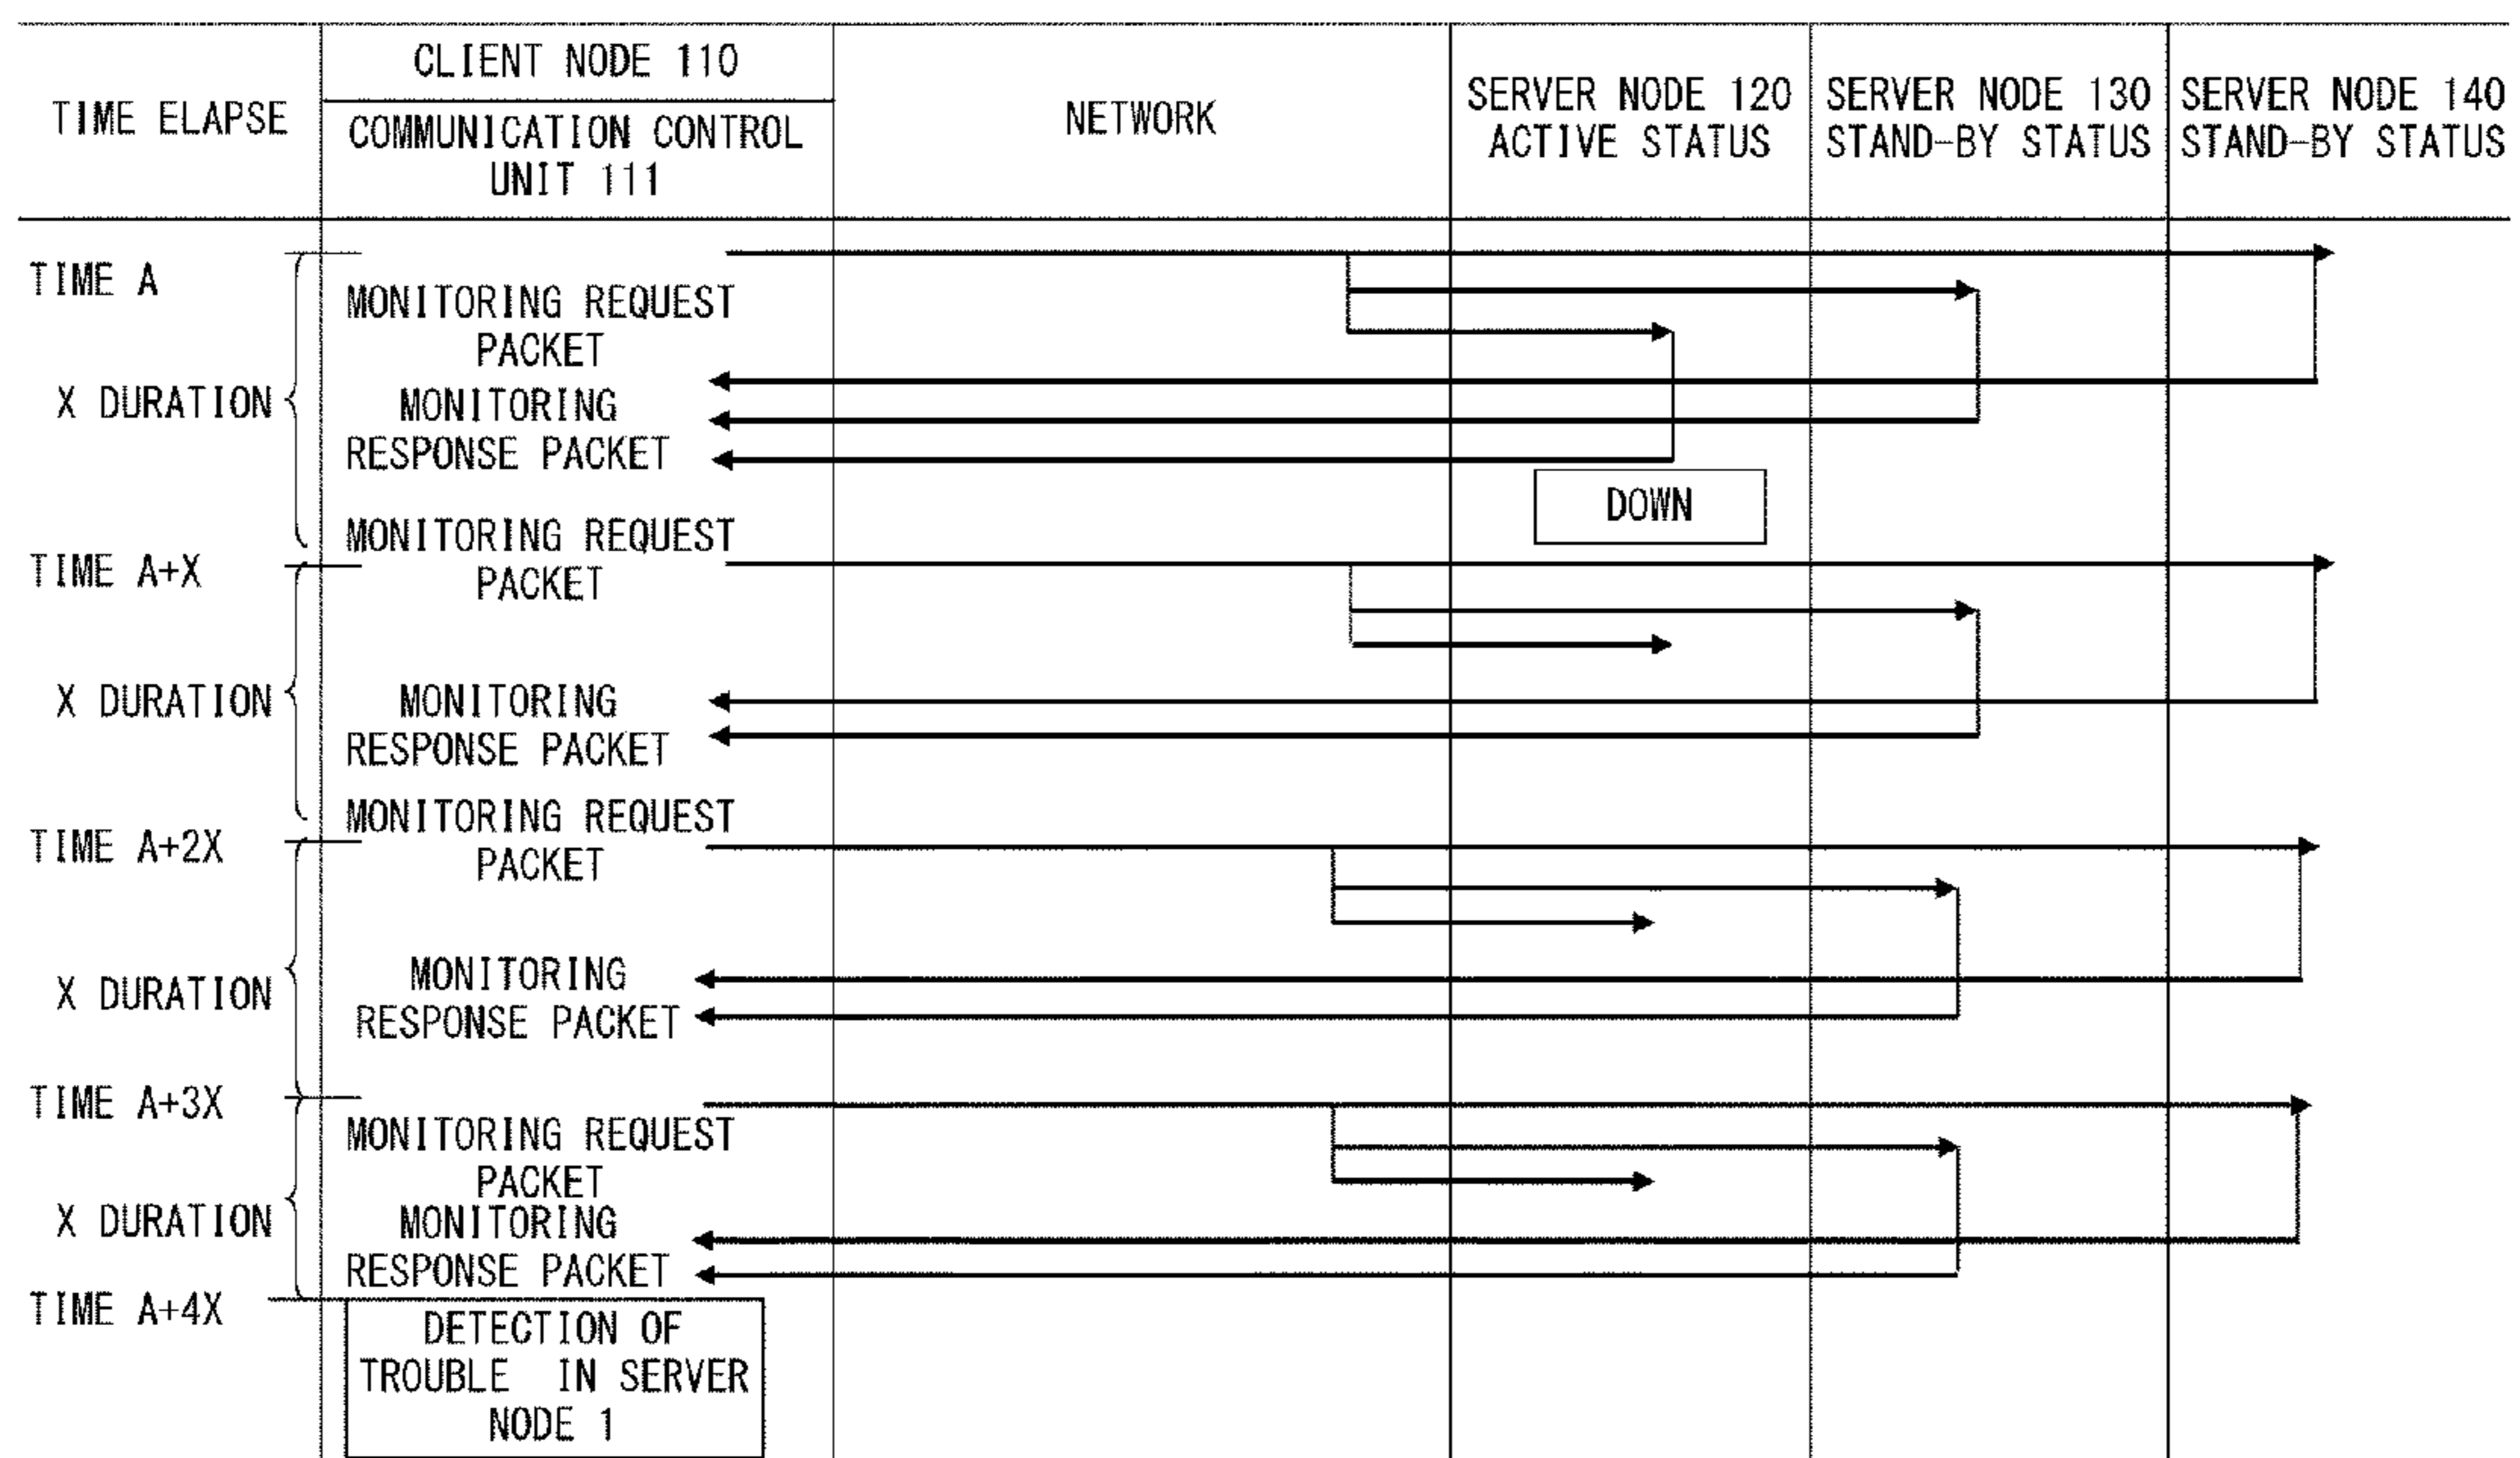 TIME ELAPSE
CLIENT NODE 110
COMMUNICATION CONTROL
UNIT 111
NETWORK
SERVER NODE 120
ACTIVE STATUS
SERVER NODE 130
STAND-BY STATUS
SERVER NODE 140
STAND-BY STATUS
TIME A
MONITORING REQUEST
PACKET
X DURATION
MONITORING
RESPONSE PACKET
DOWN
MONITORING REQUEST
PACKET
TIME A+X
X DURATION
MONITORING
RESPONSE PACKET
MONITORING REQUEST
PACKET
TIME A+2X
X DURATION
MONITORING
RESPONSE PACKET
TIME A+3X
MONITORING REQUEST
PACKET
X DURATION
MONITORING
RESPONSE PACKET
TIME A+4X
DETECTION OF
TROUBLE IN SERVER
NODE 1